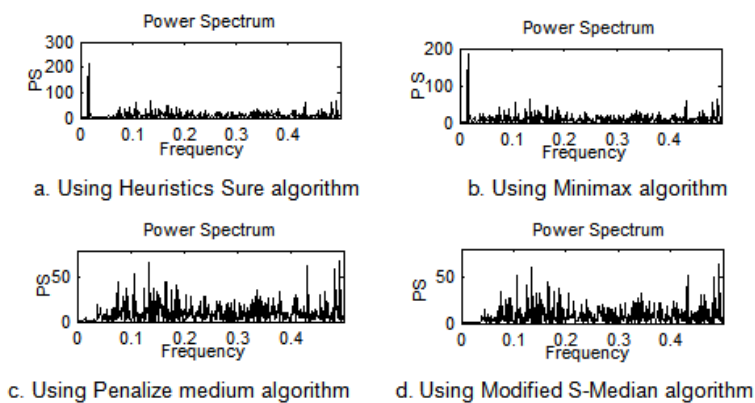 Power Spectrum
300
200
100
0
PS
0 0.1 0.2 0.3 0.4
Frequency
a. Using Heuristics Sure algorithm
Power Spectrum
200
100
0
PS
0 0.1 0.2 0.3 0.4
Frequency
b. Using Minimax algorithm
Power Spectrum
50
0
PS
0 0.1 0.2 0.3 0.4
Frequency
c. Using Penalize medium algorithm
Power Spectrum
50
0
PS
0 0.1 0.2 0.3 0.4
Frequency
d. Using Modified S-Median algorithm